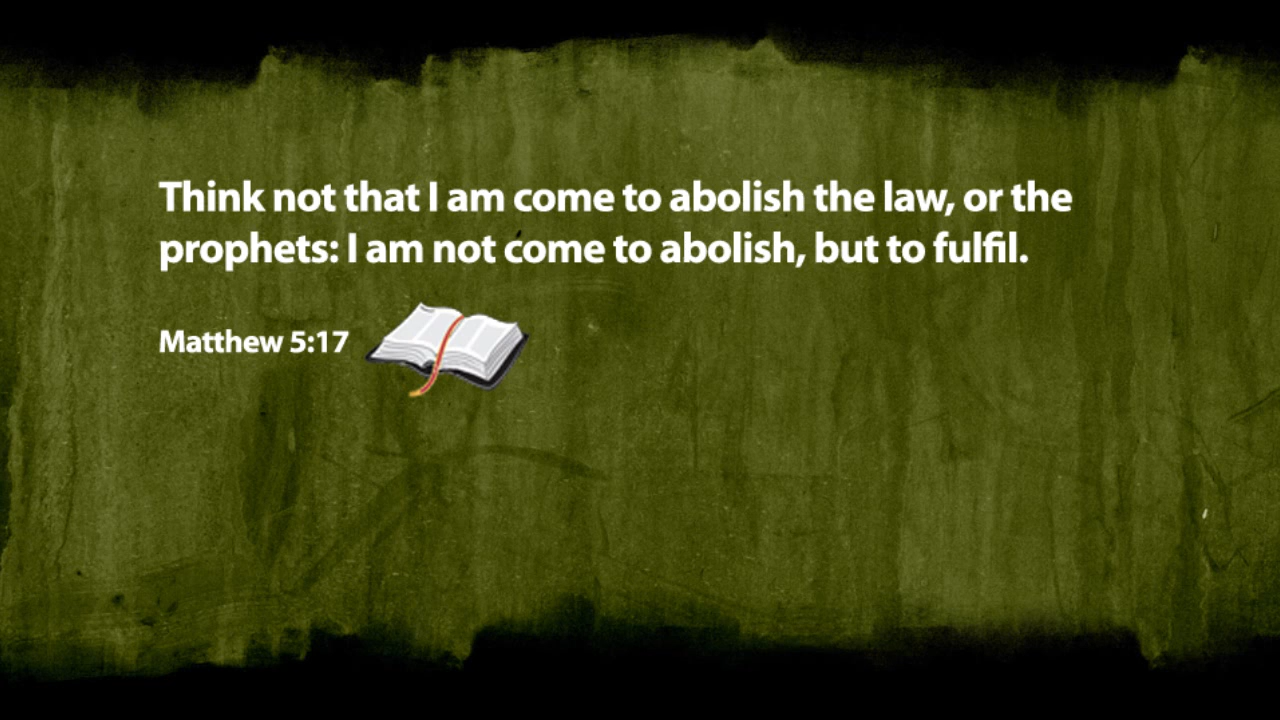 Think not that I am come to abolish the law, or the
prophets: I am not come to abolish, but to fulfil.
Matthew 5:17